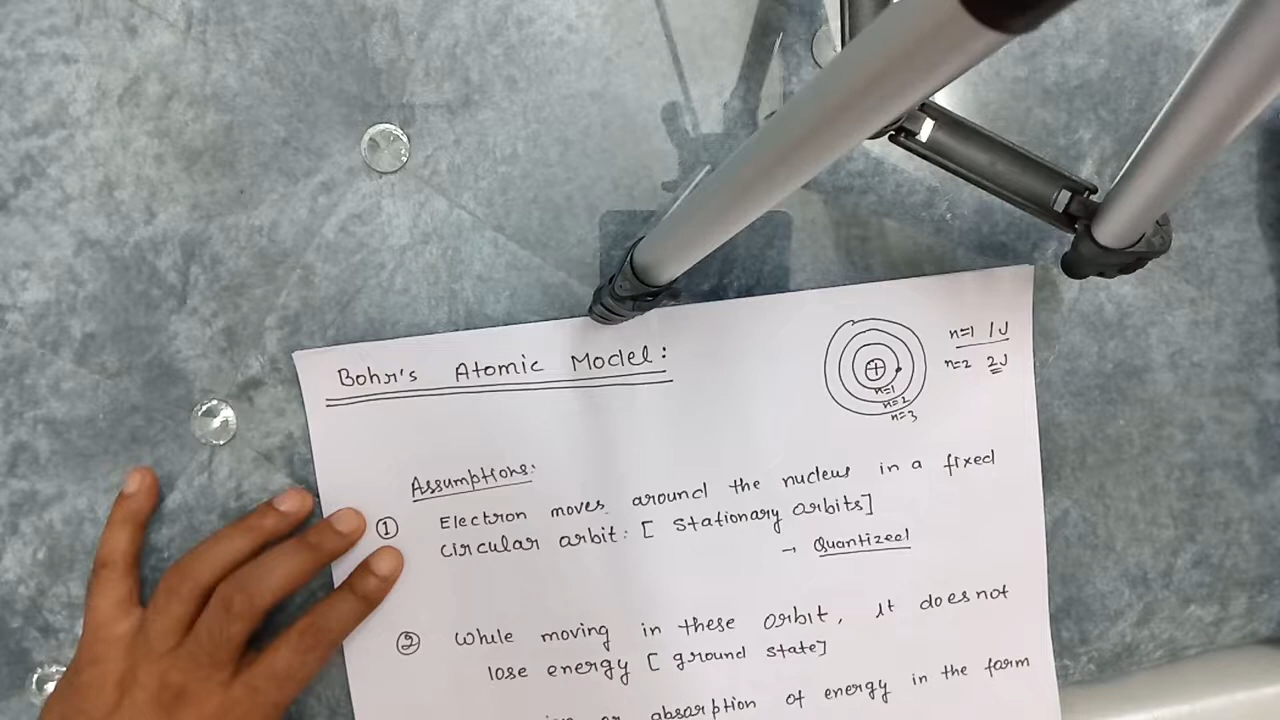 Bohr's Atomic Model:
n=1 1J
n=2 2J
+
n=1
n=2
n=3
Assumptions:
① Electron moves around the nucleus in a fixed
circular orbit: [ Stationary orbits]
→ Quantized
② While moving in these orbit, it does not
lose energy [ ground state]
absorption of energy in the form